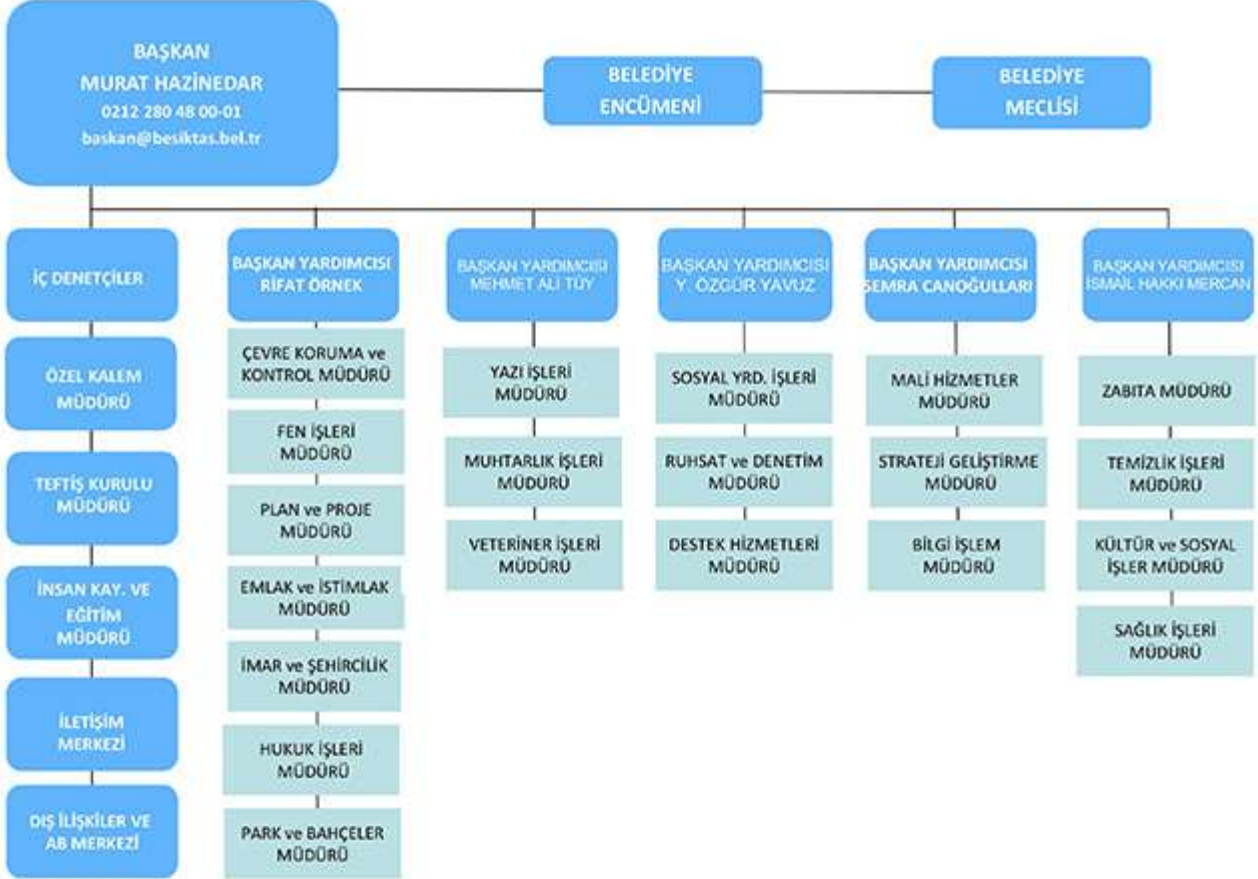 BAŞKAN
MURAT HAZİNEDAR
0212 280 48 00-01
baskan@besiktas.bel.tr
BELEDİYE
ENCÜMENİ
BELEDİYE
MECLİSİ
İÇ DENETÇİLER
ÖZEL KALEM
MÜDÜRÜ
TEFTİŞ KURULU
MÜDÜRÜ
İNSAN KAY. VE
EĞİTİM
MÜDÜRÜ
İLETİŞİM
MERKEZİ
DIŞ İLİŞKİLER VE
AB MERKEZİ
BAŞKAN YARDIMCISI
RİFAT ÖRNEK
ÇEVRE KORUMA ve
KONTROL MÜDÜRÜ
FEN İŞLERİ
MÜDÜRÜ
PLAN ve PROJE
MÜDÜRÜ
EMLAK ve İSTİMLAK
MÜDÜRÜ
İMAR ve ŞEHİRCİLİK
MÜDÜRÜ
HUKUK İŞLERİ
MÜDÜRÜ
PARK ve BAHÇELER
MÜDÜRÜ
BAŞKAN YARDIMCISI
MEHMET ALİ TÜY
YAZI İŞLERİ
MÜDÜRÜ
MUHTARLIK İŞLERİ
MÜDÜRÜ
VETERİNER İŞLERİ
MÜDÜRÜ
BAŞKAN YARDIMCISI
Y. ÖZGÜR YAVUZ
SOSYAL YRD. İŞLERİ
MÜDÜRÜ
RUHSAT ve DENETİM
MÜDÜRÜ
DESTEK HİZMETLERİ
MÜDÜRÜ
BAŞKAN YARDIMCISI
SEMRA CANOĞULLARI
MALİ HİZMETLER
MÜDÜRÜ
STRATEJİ GELİŞTİRME
MÜDÜRÜ
BİLGİ İŞLEM
MÜDÜRÜ
BAŞKAN YARDIMCISI
İSMAİL HAKKI MERCAN
ZABITA MÜDÜRÜ
TEMİZLİK İŞLERİ
MÜDÜRÜ
KÜLTÜR ve SOSYAL
İŞLER MÜDÜRÜ
SAĞLIK İŞLERİ
MÜDÜRÜ